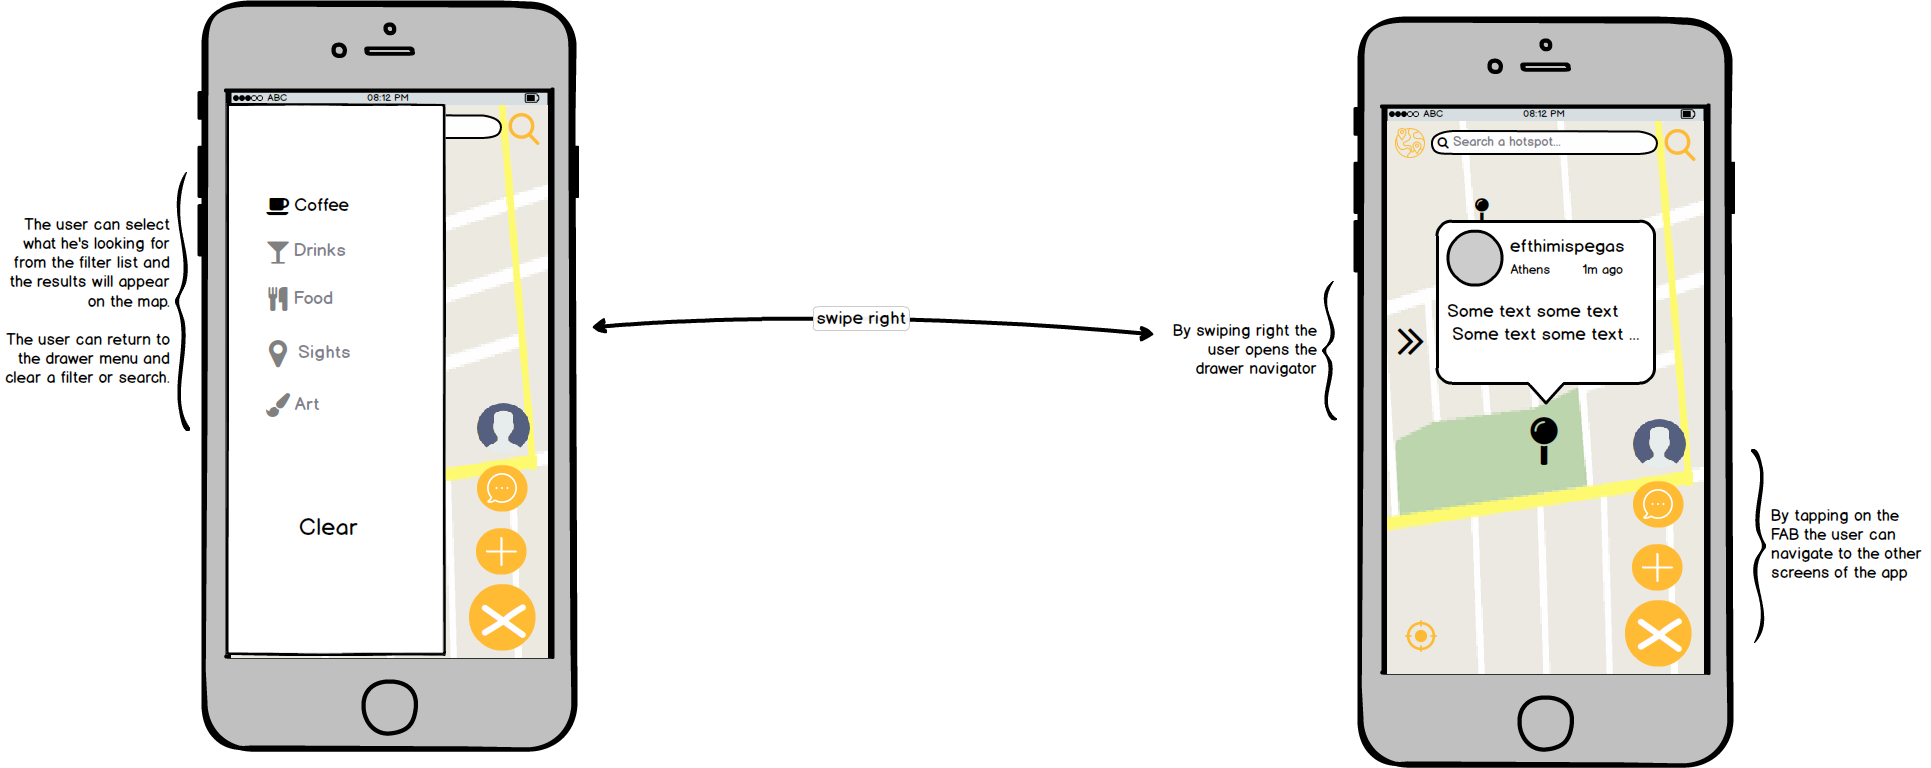 The user can select
what he's looking for
from the filter list and
the results will appear
on the map.
The user can return to
the drawer menu and
clear a filter or search.
ABC
08:12 PM
Coffee
Drinks
Food
Sights
Art
Clear
swipe right
By swiping right the
user opens the
drawer navigator
ABC
08:12 PM
Search a hotspot...
efthimispegas
Athens 1m ago
Some text some text
Some text some text ...
By tapping on the
FAB the user can
navigate to the other
screens of the app